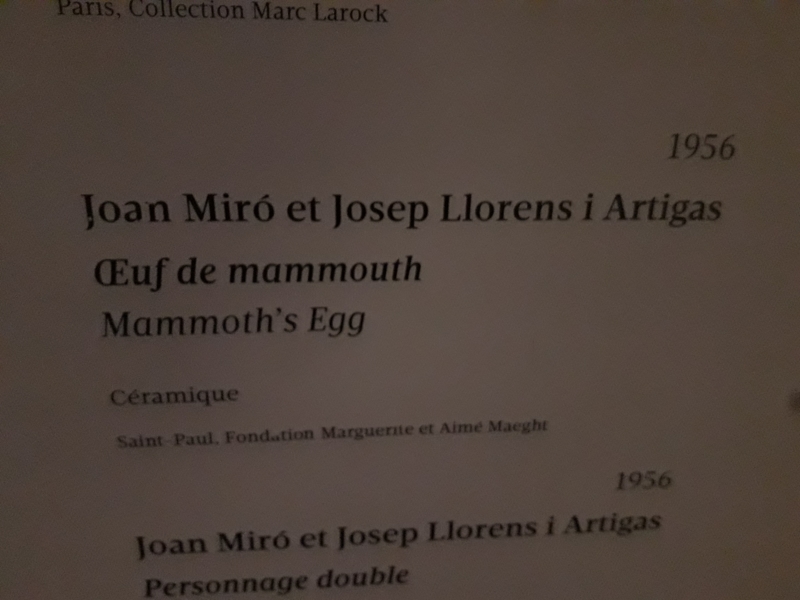 Paris, Collection Marc Larock
1956
Joan Miró et Josep Llorens i Artigas
Œuf de mammouth
Mammoth's Egg
Céramique
Saint-Paul, Fondation Marguerite et Aimé Maeght
1956
Joan Miró et Josep Llorens i Artigas
Personnage double